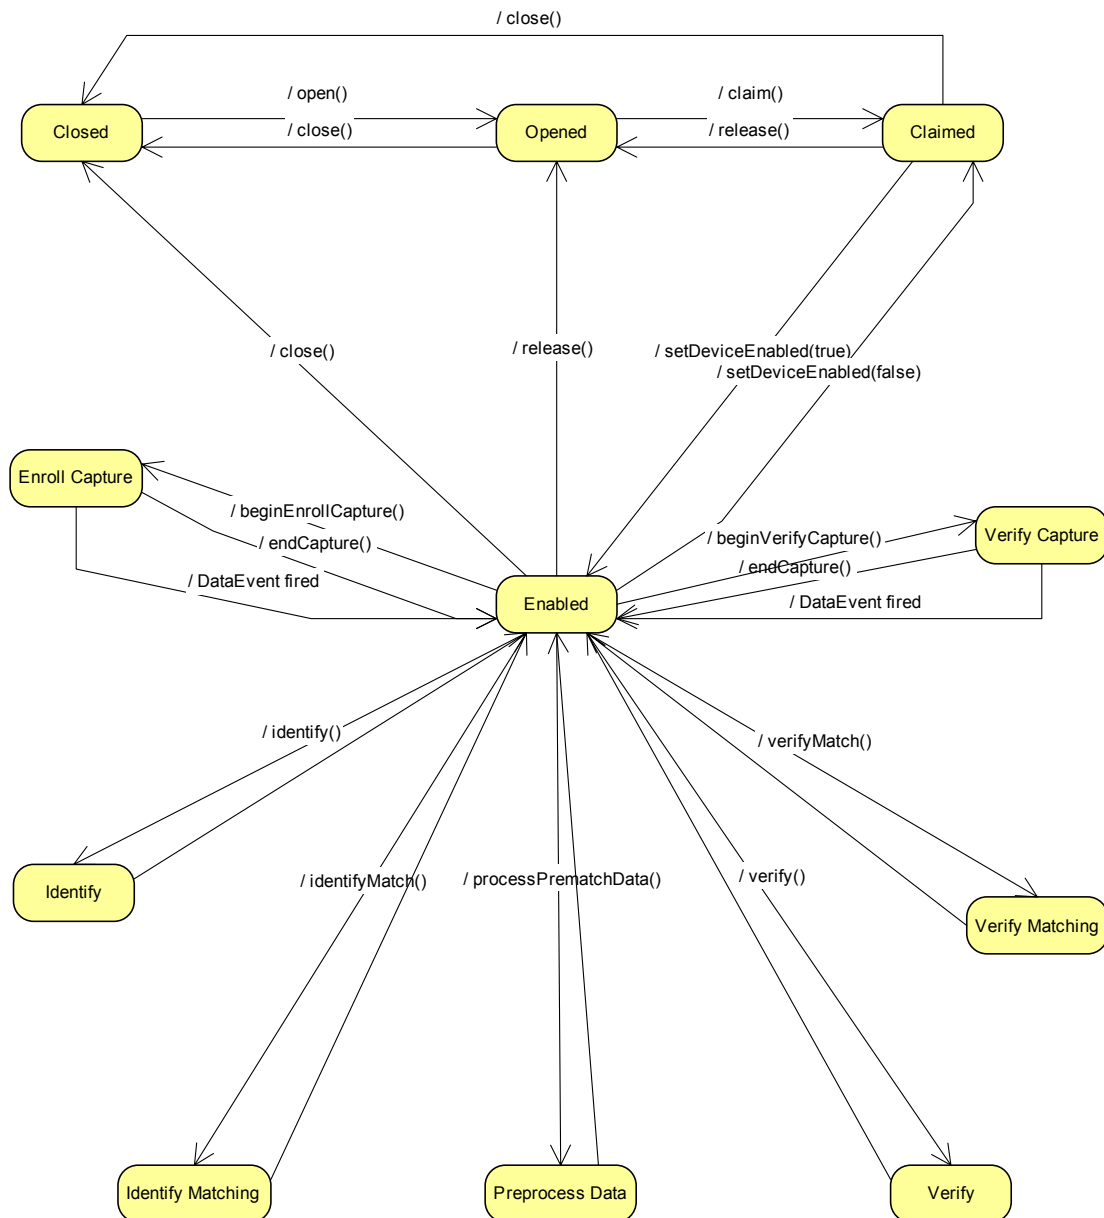 / close()
/ open()
/ claim()
Closed
/ close()
Opened
/ release()
Claimed
/ close()
/ release()
/ setDeviceEnabled(true)
/ setDeviceEnabled(false)
Enroll Capture
/ beginEnrollCapture()
/ endCapture()
/ DataEvent fired
/ beginVerifyCapture()
Verify Capture
/ endCapture()
/ DataEvent fired
Enabled
/ identify()
/ verifyMatch()
Identify
/ identifyMatch()
/ processPrematchData()
/ verify()
Verify Matching
Identify Matching
Preprocess Data
Verify